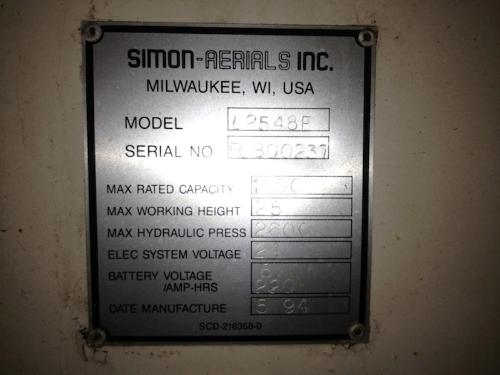 SIMON-AERIALS INC.
MILWAUKEE, WI, USA
MODEL
SERIAL NO
MAX RATED CAPACITY
MAX WORKING HEIGHT 25
MAX HYDRAULIC PRESS 2600
ELEC SYSTEM VOLTAGE
BATTERY VOLTAGE
/AMP-HRS 220
DATE MANUFACTURE 5 94
SCD-216358-0